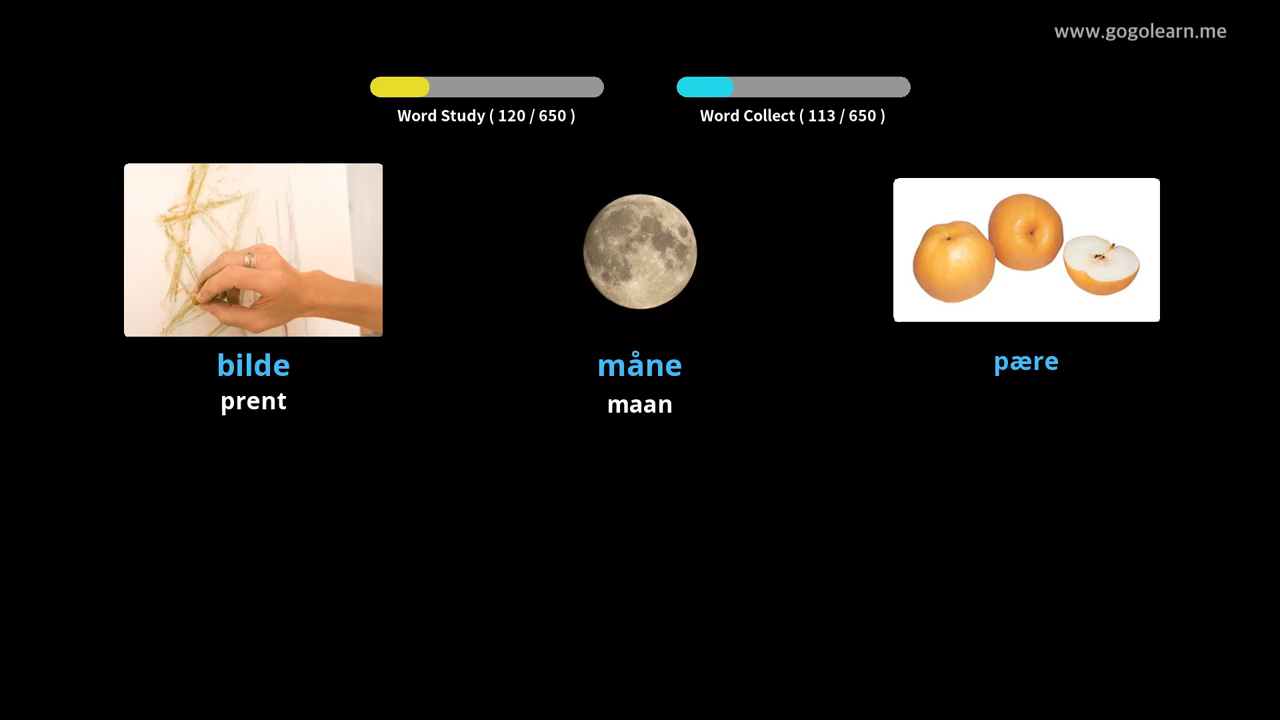 www.gogolearn.me
Word Study ( 120 / 650 )
Word Collect ( 113 / 650 )
bilde
prent
måne
maan
pære